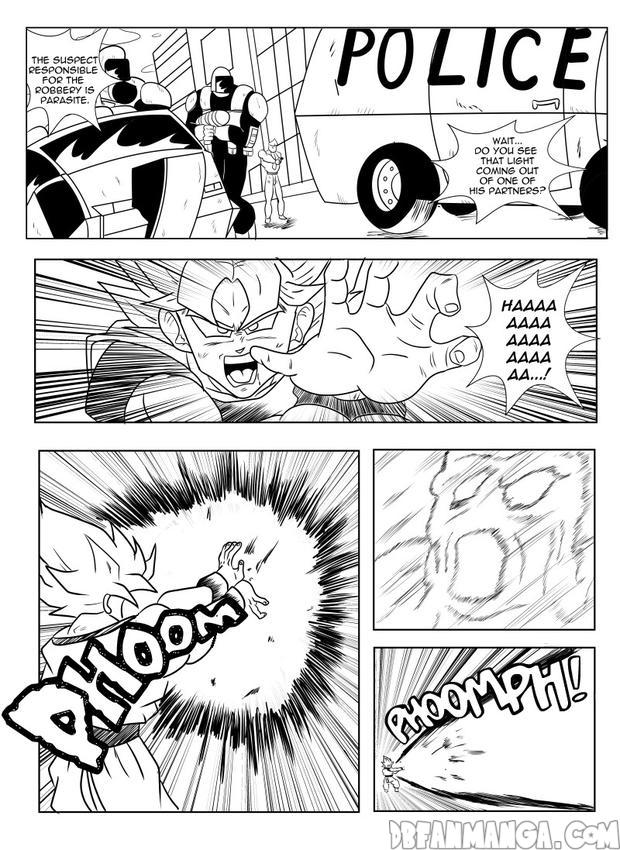 THE SUSPECT
RESPONSIBLE
FOR THE
ROBBERY IS
PARASITE.
POLICE
WAIT...
DO YOU SEE
THAT LIGHT
COMING OUT
OF ONE OF
HIS PARTNERS?
HAAAA
AAAA
AAAA
AAAA
AA...!
PHOOM
PHOOMPH!
DBFANMANGA.COM